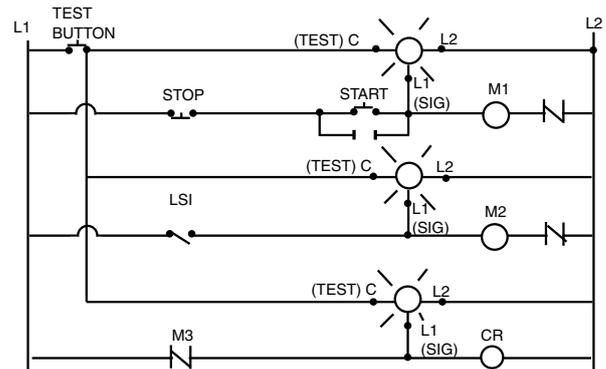 TEST
BUTTON
L1
L2
(TEST) C
L2
STOP
START
L1
(SIG)
M1
(TEST) C
L2
LSI
L1
(SIG)
M2
(TEST) C
L2
M3
L1
(SIG)
CR